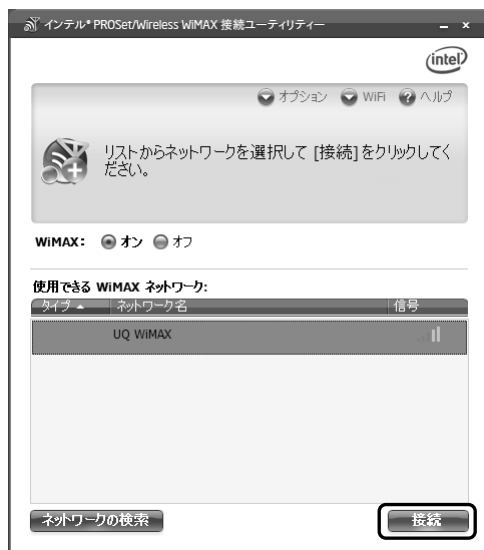 インテル* PROSet/Wireless WiMAX 接続ユーティリティー
intel
オプション WiFi ヘルプ
リストからネットワークを選択して [接続] をクリックしてく
ださい。
WiMAX: オン オフ
使用できる WiMAX ネットワーク:
タイプ ネットワーク名 信号
UQ WiMAX
ネットワークの検索 接続